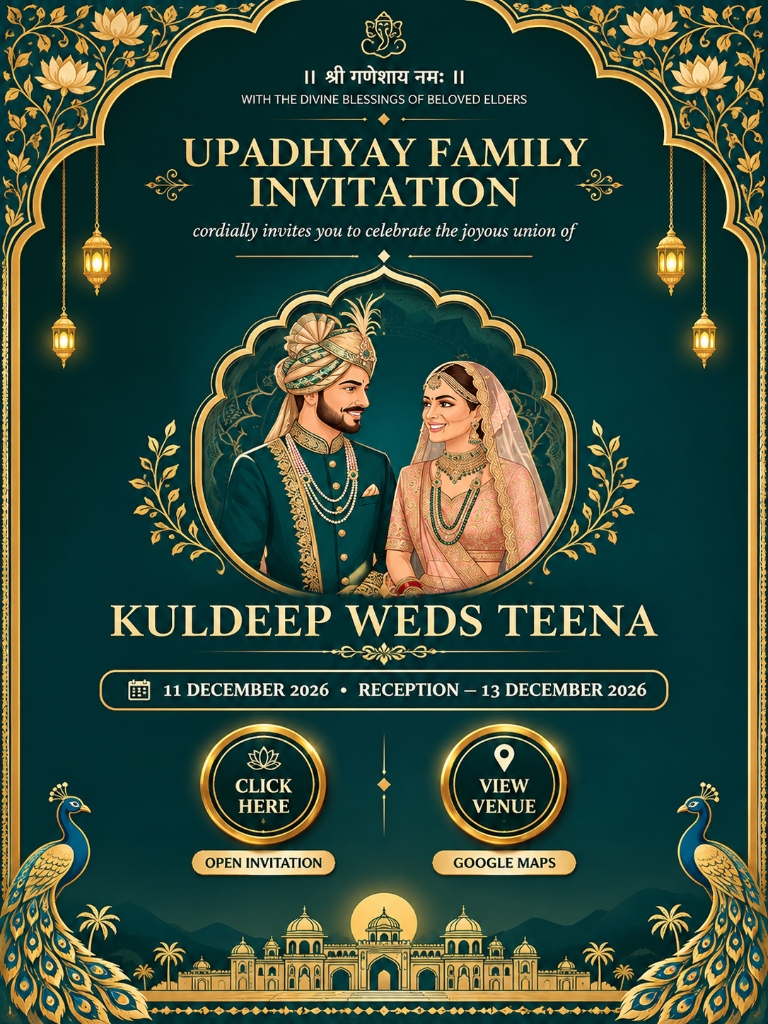 ॥ श्री गणेशाय नमः ॥
WITH THE DIVINE BLESSINGS OF BELOVED ELDERS
UPADHYAY FAMILY
INVITATION
cordially invites you to celebrate the joyous union of
KULDEEP WEDS TEENA
11 DECEMBER 2026 • RECEPTION – 13 DECEMBER 2026
CLICK
HERE
OPEN INVITATION
VIEW
VENUE
GOOGLE MAPS